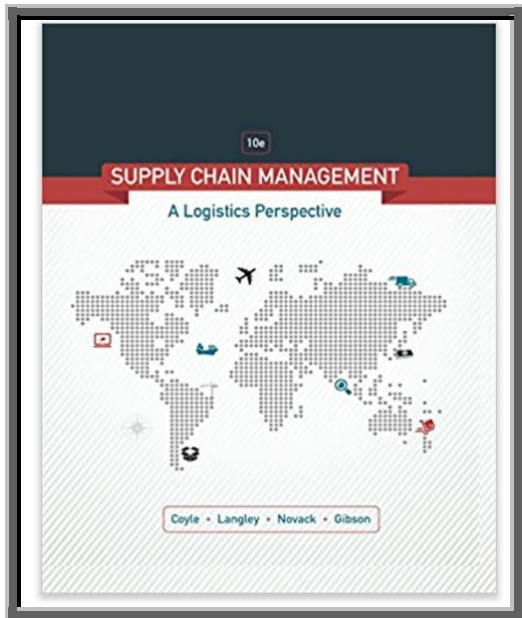 10e
SUPPLY CHAIN MANAGEMENT
A Logistics Perspective
Coyle • Langley • Novack • Gibson